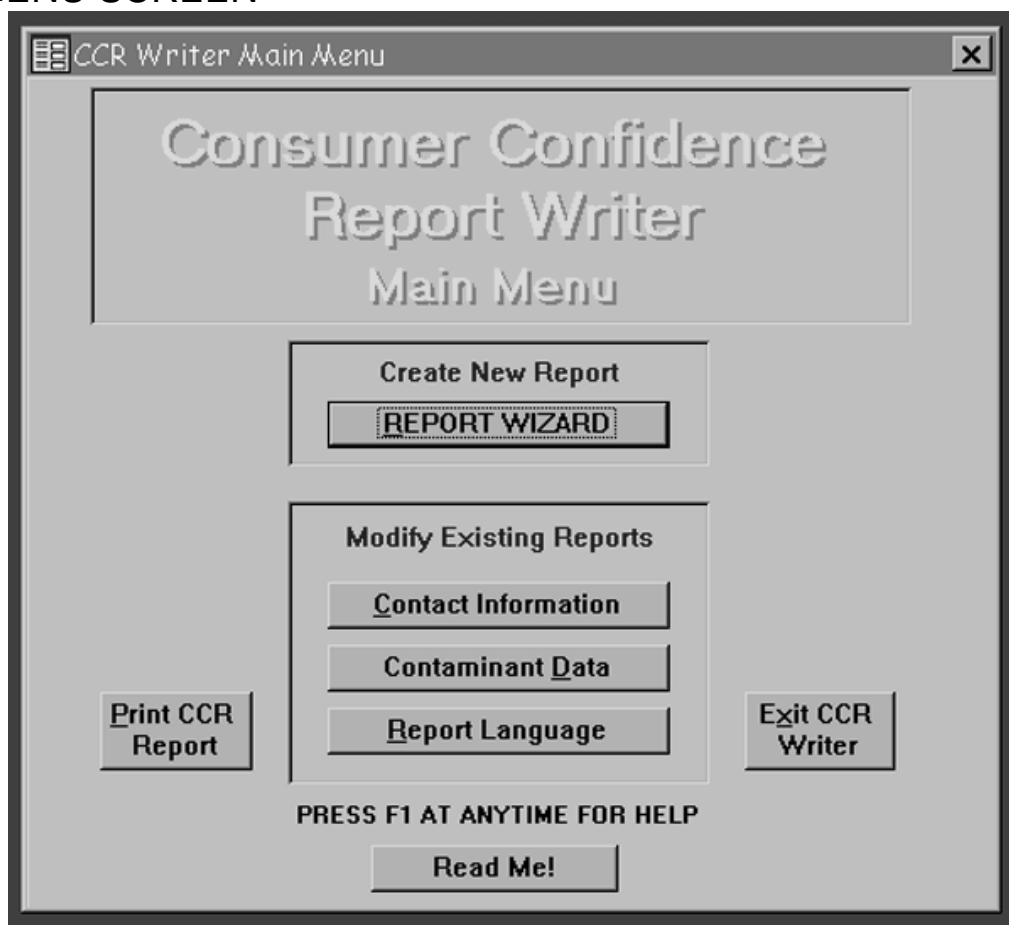 CCR Writer Main Menu
Consumer Confidence
Report Writer
Main Menu
Create New Report
REPORT WIZARD
Modify Existing Reports
Contact Information
Contaminant Data
Report Language
Print CCR
Report
Exit CCR
Writer
PRESS F1 AT ANYTIME FOR HELP
Read Me!